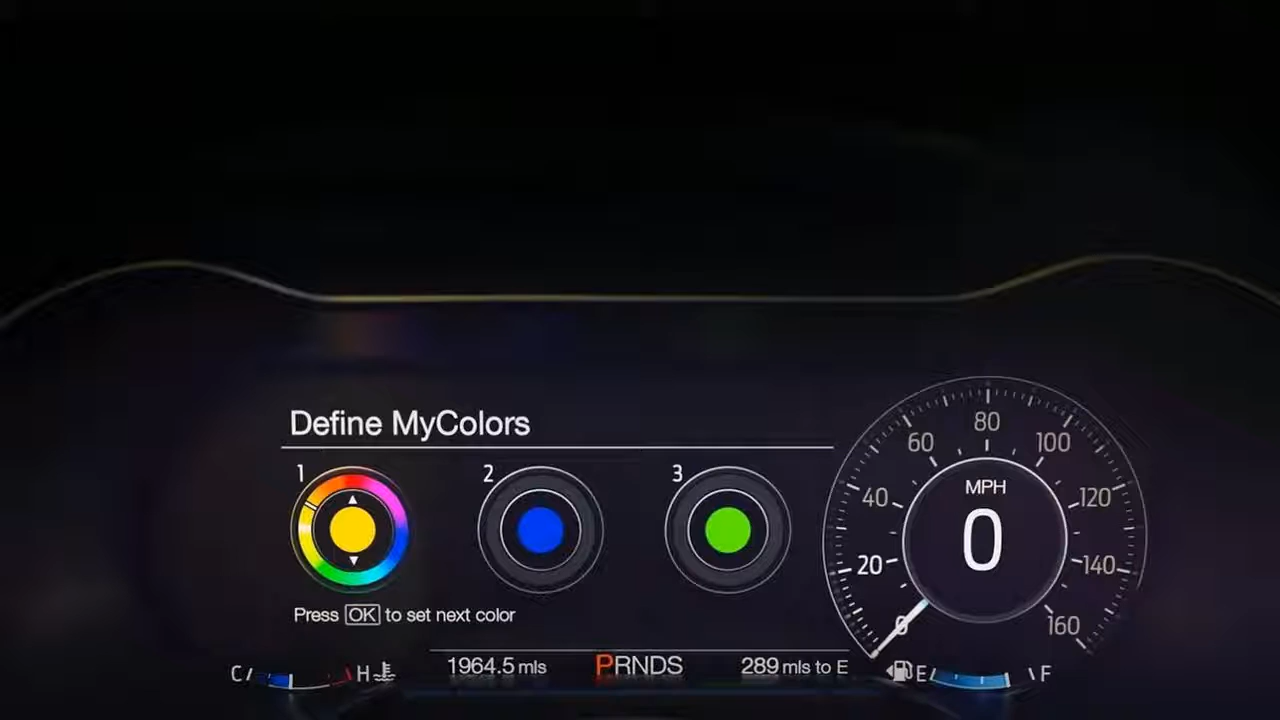 Define MyColors
1
2
3
Press OK to set next color
MPH
0
0
20
40
60
80
100
120
140
160
C
H
1964.5 mls
PRNDS
289 mls to E
E
F